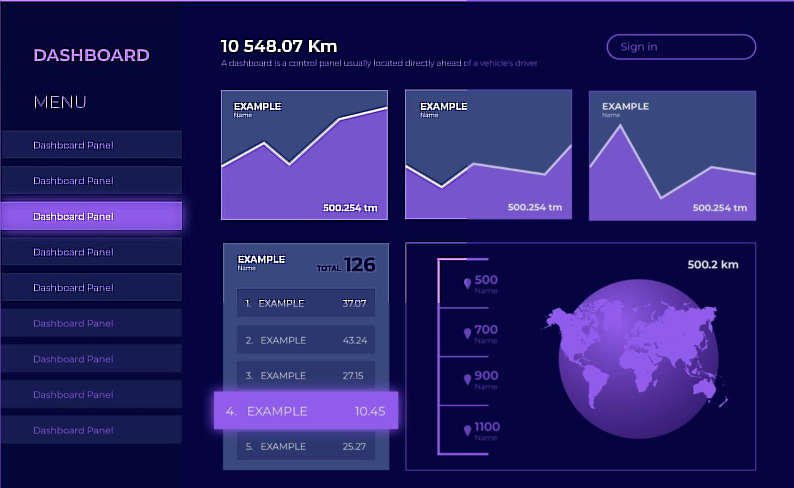 DASHBOARD
MENU
Dashboard Panel
Dashboard Panel
Dashboard Panel
Dashboard Panel
Dashboard Panel
Dashboard Panel
Dashboard Panel
Dashboard Panel
Dashboard Panel
10 548.07 Km
A dashboard is a control panel usually located directly ahead of a vehicle's driver
Sign in
EXAMPLE
Name
500.254 tm
EXAMPLE
Name
500.254 tm
EXAMPLE
Name
500.254 tm
EXAMPLE
Name
TOTAL 126
1. EXAMPLE 37.07
2. EXAMPLE 43.24
3. EXAMPLE 27.15
4. EXAMPLE 10.45
5. EXAMPLE 25.27
500.2 km
500
Name
700
Name
900
Name
1100
Name